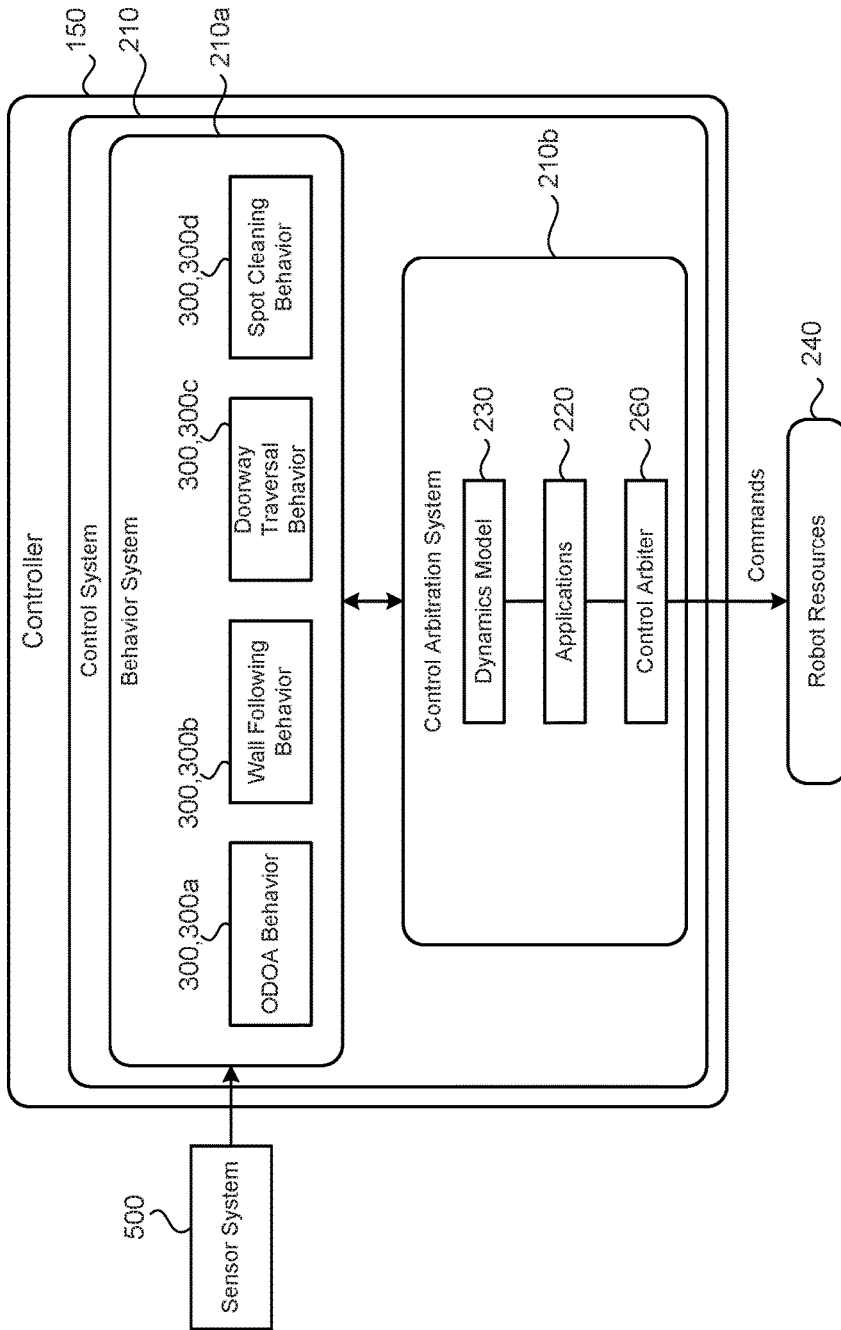 Controller
150
Control System
210
Behavior System
210a
300,300a
300,300b
300,300c
300,300d
ODOA Behavior
Wall Following
Behavior
Doorway
Traversal
Behavior
Spot Cleaning
Behavior
500
Sensor System
210b
Control Arbitration System
Dynamics Model
230
Applications
220
Control Arbiter
260
Commands
240
Robot Resources